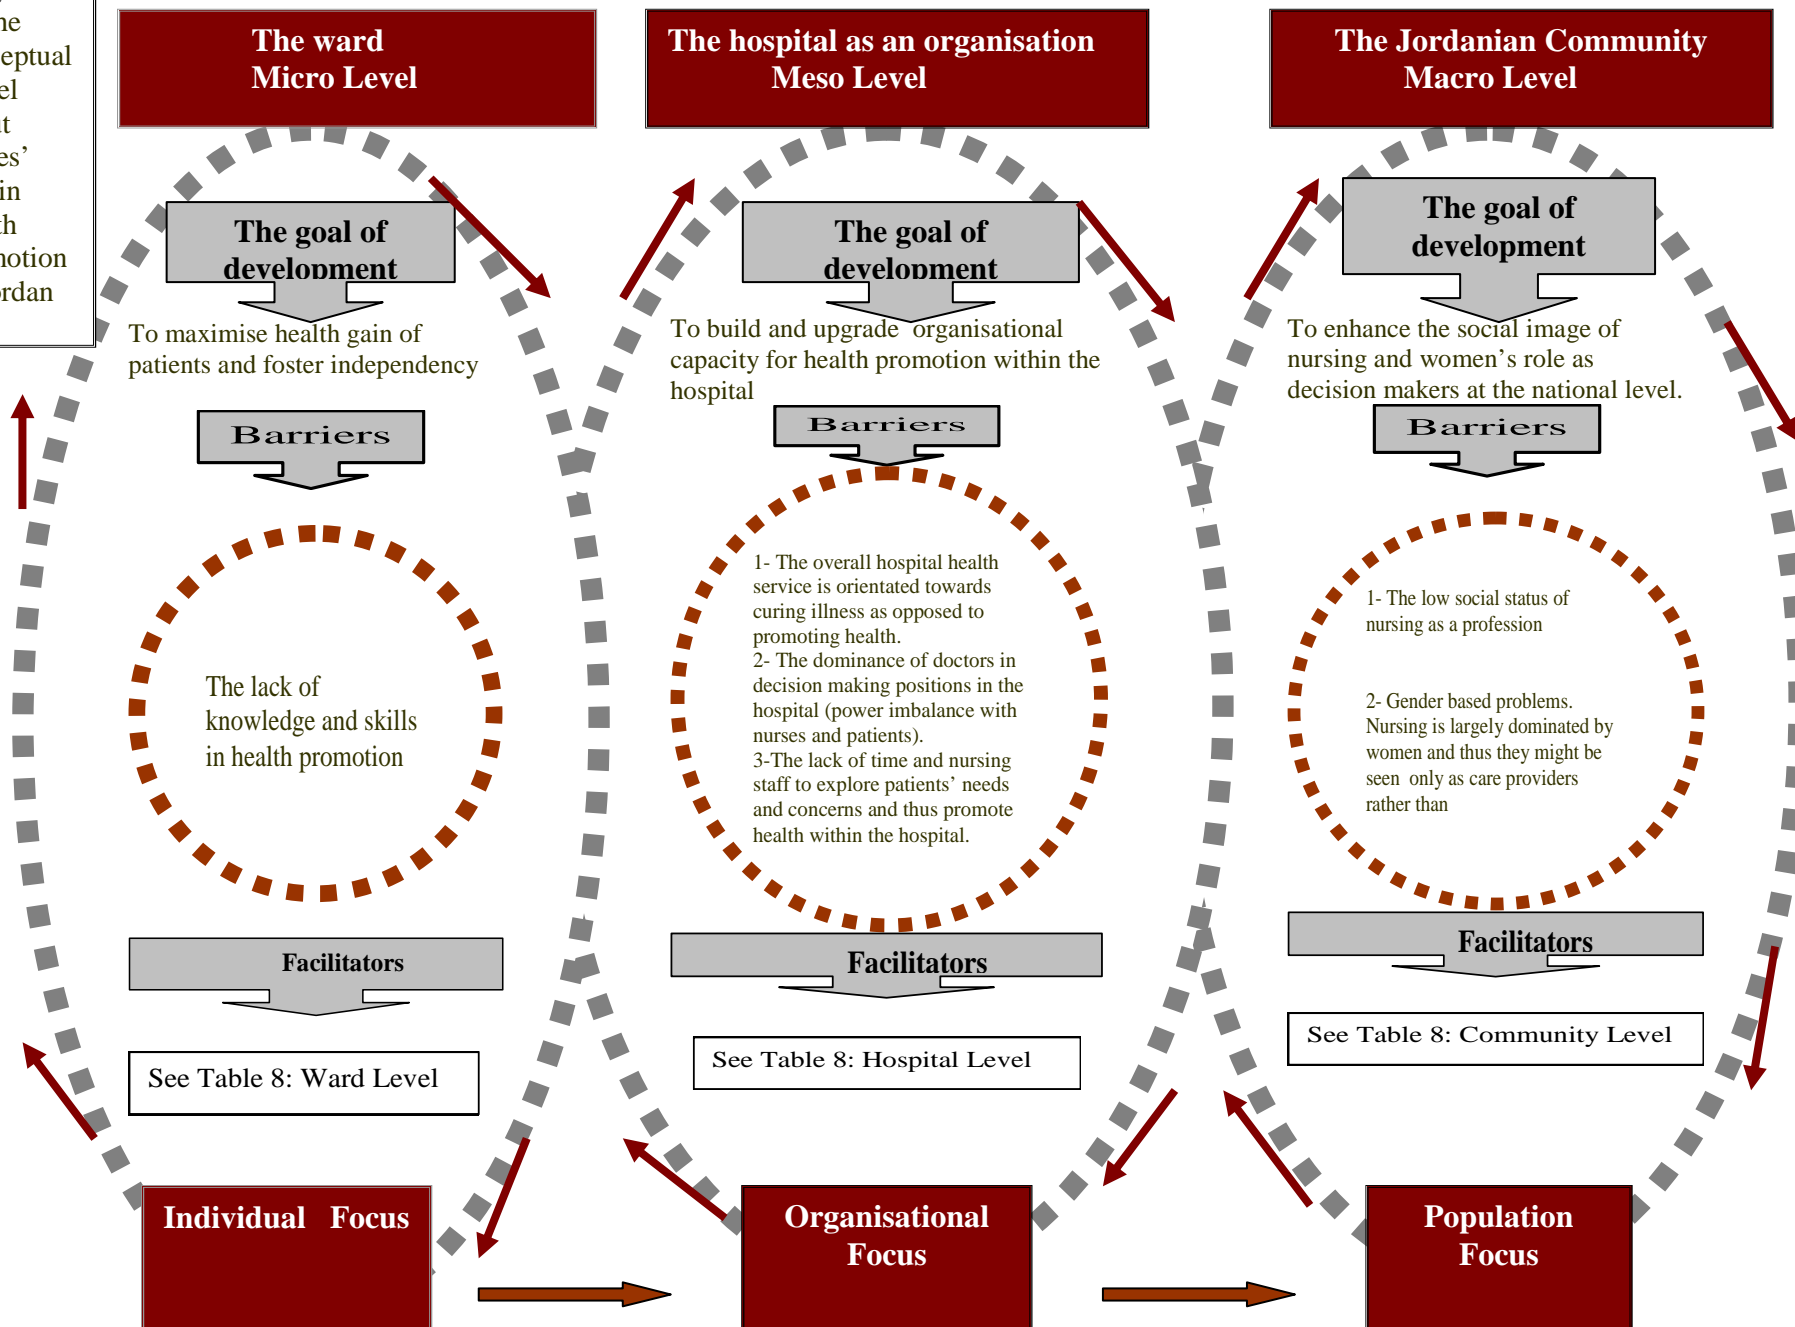 he
eptual
el
ut
es’
in
th
notion
ordan
The ward
Micro Level
The goal of
development
To maximise health gain of
patients and foster independency
Barriers
The lack of
knowledge and skills
in health promotion
Facilitators
See Table 8: Ward Level
Individual Focus
The hospital as an organisation
Meso Level
The goal of
development
To build and upgrade organisational
capacity for health promotion within the
hospital
Barriers
1- The overall hospital health
service is orientated towards
curing illness as opposed to
promoting health.
2- The dominance of doctors in
decision making positions in the
hospital (power imbalance with
nurses and patients).
3-The lack of time and nursing
staff to explore patients’ needs
and concerns and thus promote
health within the hospital.
Facilitators
See Table 8: Hospital Level
Organisational
Focus
The Jordanian Community
Macro Level
The goal of
development
To enhance the social image of
nursing and women’s role as
decision makers at the national level.
Barriers
1- The low social status of
nursing as a profession
2- Gender based problems.
Nursing is largely dominated by
women and thus they might be
seen only as care providers
rather than
Facilitators
See Table 8: Community Level
Population
Focus